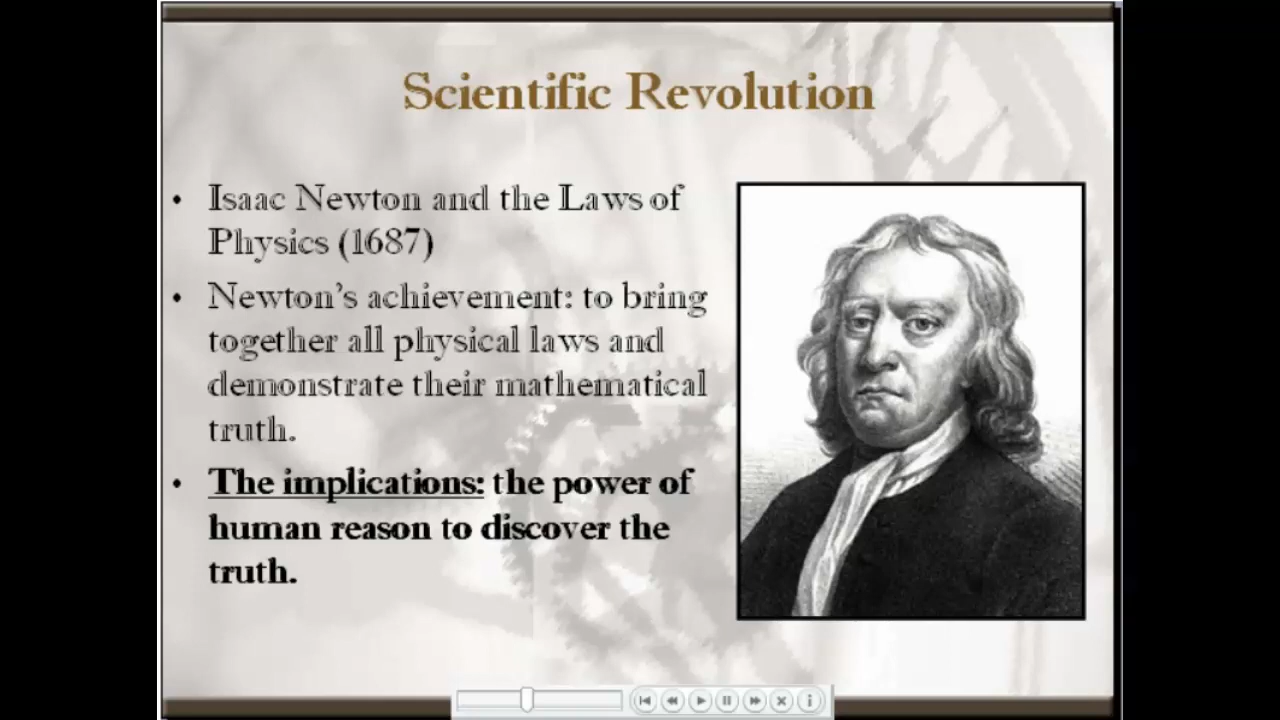 Scientific Revolution
• Isaac Newton and the Laws of
Physics (1687)
• Newton's achievement: to bring
together all physical laws and
demonstrate their mathematical
truth.
• The implications: the power of
human reason to discover the
truth.